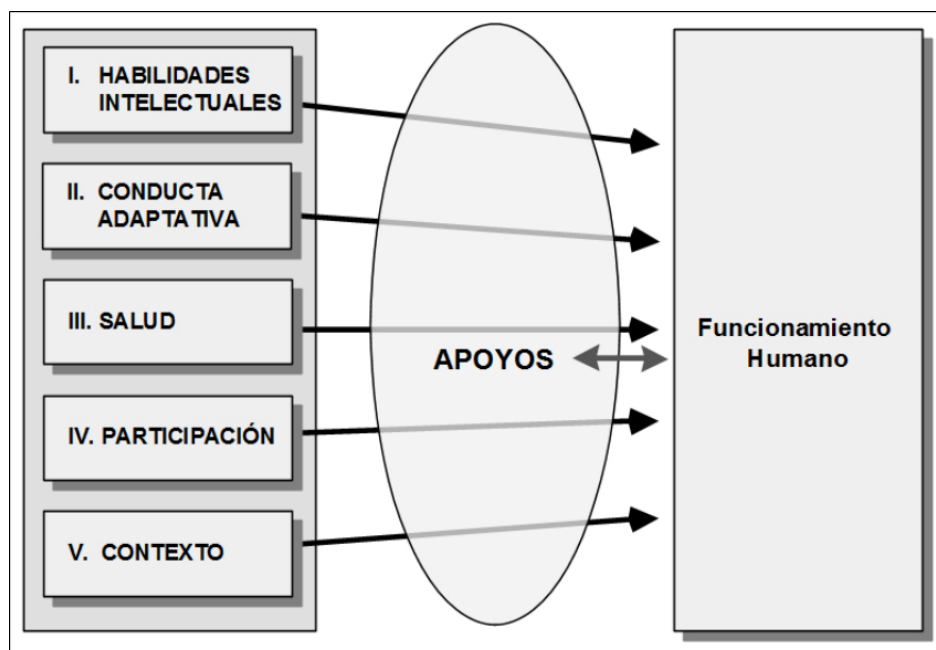 I. HABILIDADES
INTELECTUALES
II. CONDUCTA
ADAPTATIVA
III. SALUD
IV. PARTICIPACIÓN
V. CONTEXTO
APOYOS
Funcionamiento
Humano